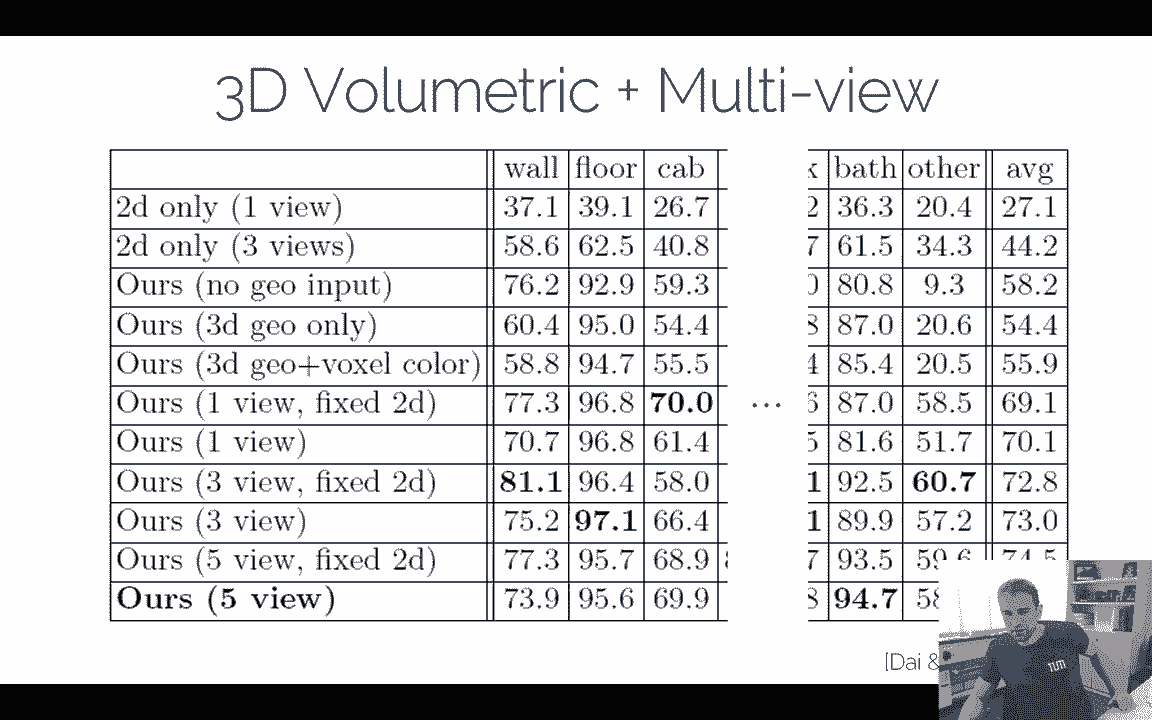 3D Volumetric + Multi-view
wall floor cab k bath other avg
2d only (1 view) 37.1 39.1 26.7 2 36.3 20.4 27.1
2d only (3 views) 58.6 62.5 40.8 7 61.5 34.3 44.2
Ours (no geo input) 76.2 92.9 59.3 0 80.8 9.3 58.2
Ours (3d geo only) 60.4 95.0 54.4 8 87.0 20.6 54.4
Ours (3d geo+voxel color) 58.8 94.7 55.5 4 85.4 20.5 55.9
Ours (1 view, fixed 2d) 77.3 96.8 70.0 ... 6 87.0 58.5 69.1
Ours (1 view) 70.7 96.8 61.4 5 81.6 51.7 70.1
Ours (3 view, fixed 2d) 81.1 96.4 58.0 1 92.5 60.7 72.8
Ours (3 view) 75.2 97.1 66.4 1 89.9 57.2 73.0
Ours (5 view, fixed 2d) 77.3 95.7 68.9 7 93.5 59.6 74.5
Ours (5 view) 73.9 95.6 69.9 8 94.7 58
[Dai &
TUM